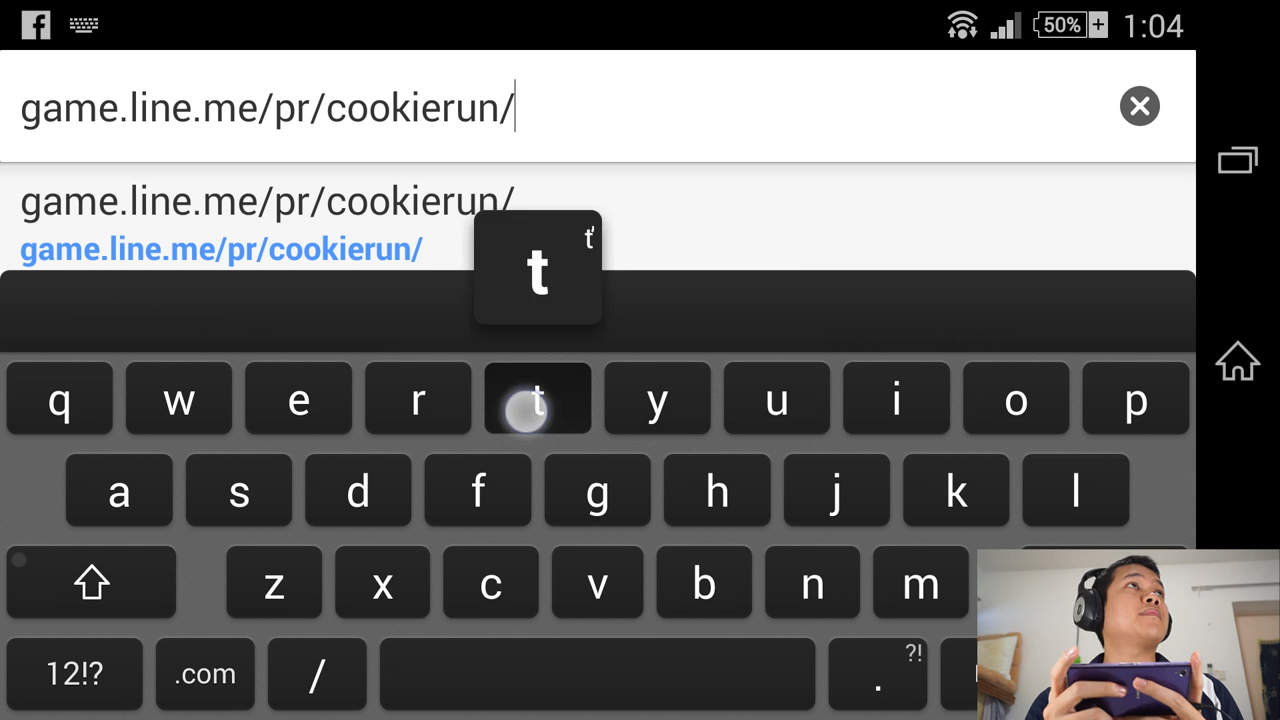 50% 1:04
game.line.me/pr/cookierun/
game.line.me/pr/cookierun/
game.line.me/pr/cookierun/
t ť
q w e r t y u i o p
a s d f g h j k l
z x c v b n m
12!? .com / . ?!